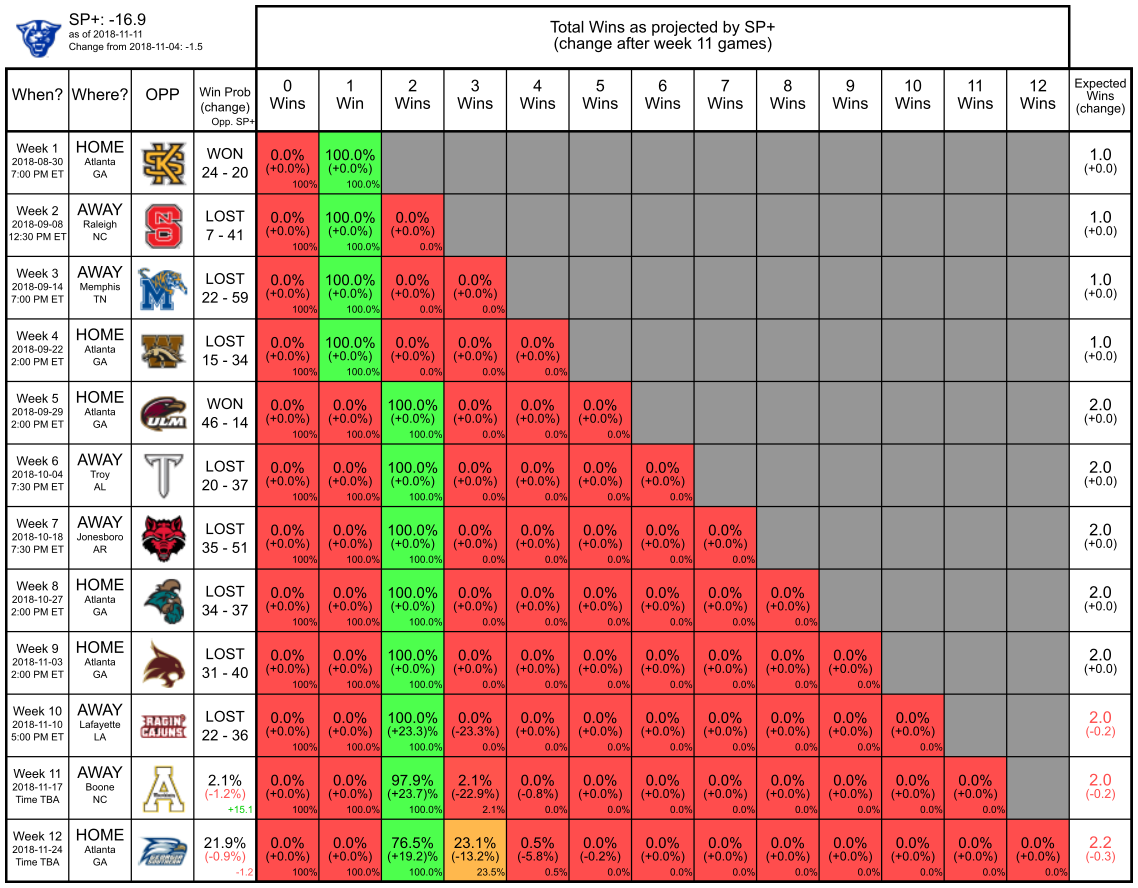 SP+: -16.9
as of 2018-11-11
Change from 2018-11-04: -1.5
Total Wins as projected by SP+
(change after week 11 games)
When? Where? OPP Win Prob (change) Opp. SP+ 0 Wins 1 Win 2 Wins 3 Wins 4 Wins 5 Wins 6 Wins 7 Wins 8 Wins 9 Wins 10 Wins 11 Wins 12 Wins Expected Wins (change)
Week 1 HOME KS WON 0.0% 100.0% 1.0
2018-08-30 Atlanta 24 - 20 (+0.0%) (+0.0%) (+0.0)
7:00 PM ET GA 100% 100.0%
Week 2 AWAY NCS LOST 0.0% 100.0% 0.0% 1.0
2018-09-08 Raleigh 7 - 41 (+0.0%) (+0.0%) (+0.0%) (+0.0)
12:30 PM ET NC 100% 100.0% 0.0%
Week 3 AWAY M LOST 0.0% 100.0% 0.0% 0.0% 1.0
2018-09-14 Memphis 22 - 59 (+0.0%) (+0.0%) (+0.0%) (+0.0%) (+0.0)
7:00 PM ET TN 100% 100.0% 0.0% 0.0%
Week 4 HOME W LOST 0.0% 100.0% 0.0% 0.0% 0.0% 1.0
2018-09-22 Atlanta 15 - 34 (+0.0%) (+0.0%) (+0.0%) (+0.0%) (+0.0%) (+0.0)
2:00 PM ET GA 100% 100.0% 0.0% 0.0% 0.0%
Week 5 HOME ULM WON 0.0% 0.0% 100.0% 0.0% 0.0% 0.0% 2.0
2018-09-29 Atlanta 46 - 14 (+0.0%) (+0.0%) (+0.0%) (+0.0%) (+0.0%) (+0.0%) (+0.0)
2:00 PM ET GA 100% 100.0% 100.0% 0.0% 0.0% 0.0%
Week 6 AWAY T LOST 0.0% 0.0% 100.0% 0.0% 0.0% 0.0% 0.0% 2.0
2018-10-04 Troy 20 - 37 (+0.0%) (+0.0%) (+0.0%) (+0.0%) (+0.0%) (+0.0%) (+0.0%) (+0.0)
7:30 PM ET AL 100% 100.0% 100.0% 0.0% 0.0% 0.0% 0.0%
Week 7 AWAY LOST 0.0% 0.0% 100.0% 0.0% 0.0% 0.0% 0.0% 0.0% 2.0
2018-10-18 Jonesboro 35 - 51 (+0.0%) (+0.0%) (+0.0%) (+0.0%) (+0.0%) (+0.0%) (+0.0%) (+0.0%) (+0.0)
7:30 PM ET AR 100% 100.0% 100.0% 0.0% 0.0% 0.0% 0.0% 0.0%
Week 8 HOME LOST 0.0% 0.0% 100.0% 0.0% 0.0% 0.0% 0.0% 0.0% 0.0% 2.0
2018-10-27 Atlanta 34 - 37 (+0.0%) (+0.0%) (+0.0%) (+0.0%) (+0.0%) (+0.0%) (+0.0%) (+0.0%) (+0.0%) (+0.0)
2:00 PM ET GA 100% 100.0% 100.0% 0.0% 0.0% 0.0% 0.0% 0.0% 0.0%
Week 9 HOME LOST 0.0% 0.0% 100.0% 0.0% 0.0% 0.0% 0.0% 0.0% 0.0% 0.0% 2.0
2018-11-03 Atlanta 31 - 40 (+0.0%) (+0.0%) (+0.0%) (+0.0%) (+0.0%) (+0.0%) (+0.0%) (+0.0%) (+0.0%) (+0.0%) (+0.0)
2:00 PM ET GA 100% 100.0% 100.0% 0.0% 0.0% 0.0% 0.0% 0.0% 0.0% 0.0%
Week 10 AWAY RAGIN' CAJUNS LOST 0.0% 0.0% 100.0% 0.0% 0.0% 0.0% 0.0% 0.0% 0.0% 0.0% 0.0% 2.0
2018-11-10 Lafayette 22 - 36 (+0.0%) (+0.0%) (+23.3)% (-23.3%) (+0.0%) (+0.0%) (+0.0%) (+0.0%) (+0.0%) (+0.0%) (+0.0%) (-0.2)
5:00 PM ET LA 100% 100.0% 100.0% 0.0% 0.0% 0.0% 0.0% 0.0% 0.0% 0.0% 0.0%
Week 11 AWAY A 2.1% 0.0% 0.0% 97.9% 2.1% 0.0% 0.0% 0.0% 0.0% 0.0% 0.0% 0.0% 0.0% 2.0
2018-11-17 Boone (-1.2%) (+0.0%) (+0.0%) (+23.7)% (-22.9%) (-0.8%) (+0.0%) (+0.0%) (+0.0%) (+0.0%) (+0.0%) (+0.0%) (+0.0%) (-0.2)
Time TBA NC +15.1 100% 100.0% 100.0% 2.1% 0.0% 0.0% 0.0% 0.0% 0.0% 0.0% 0.0% 0.0%
Week 12 HOME GEORGIA SOUTHERN 21.9% 0.0% 0.0% 76.5% 23.1% 0.5% 0.0% 0.0% 0.0% 0.0% 0.0% 0.0% 0.0% 0.0% 2.2
2018-11-24 Atlanta (-0.9%) (+0.0%) (+0.0%) (+19.2)% (-13.2%) (-5.8%) (-0.2%) (+0.0%) (+0.0%) (+0.0%) (+0.0%) (+0.0%) (+0.0%) (+0.0%) (-0.3)
Time TBA GA -1.2 100% 100.0% 100.0% 23.5% 0.5% 0.0% 0.0% 0.0% 0.0% 0.0% 0.0% 0.0% 0.0%